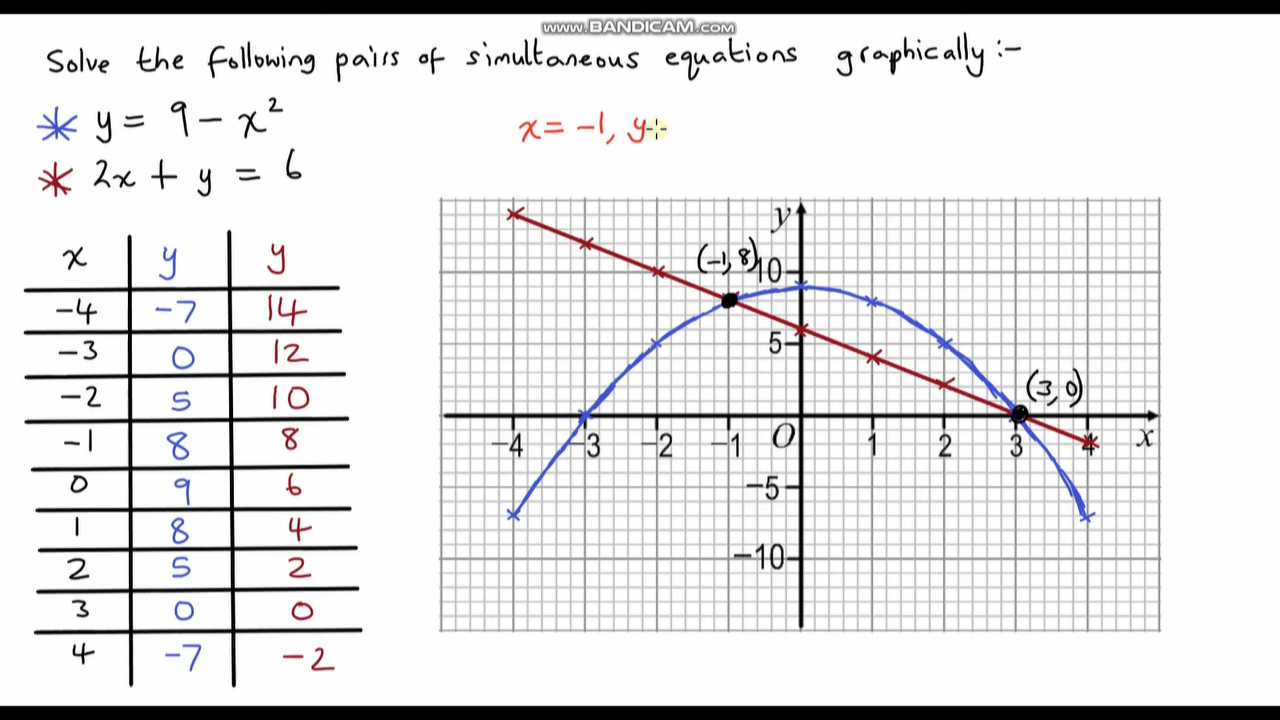 www.BANDICAM.com
Solve the following pairs of simultaneous equations graphically :-
* y = 9 - x²
* 2x + y = 6
x = -1, y
x y y
-4 -7 14
-3 0 12
-2 5 10
-1 8 8
0 9 6
1 8 4
2 5 2
3 0 0
4 -7 -2
y
(-1, 8) 10
5
(3, 0)
-4 -3 -2 -1 O 1 2 3 4 x
-5
-10